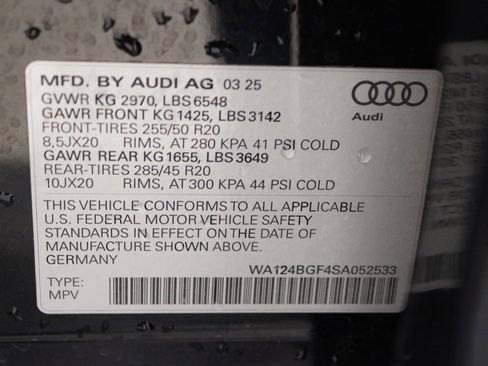 MFD. BY AUDI AG 03 25
GVWR KG 2970, LBS 6548
GAWR FRONT KG 1425, LBS 3142
FRONT-TIRES 255/50 R20
8,5JX20 RIMS, AT 280 KPA 41 PSI COLD
GAWR REAR KG 1655, LBS 3649
REAR-TIRES 285/45 R20
10JX20 RIMS, AT 300 KPA 44 PSI COLD
Audi
THIS VEHICLE CONFORMS TO ALL APPLICABLE
U.S. FEDERAL MOTOR VEHICLE SAFETY
STANDARDS IN EFFECT ON THE DATE OF
MANUFACTURE SHOWN ABOVE.
GERMANY
WA124BGF4SA052533
TYPE:
MPV